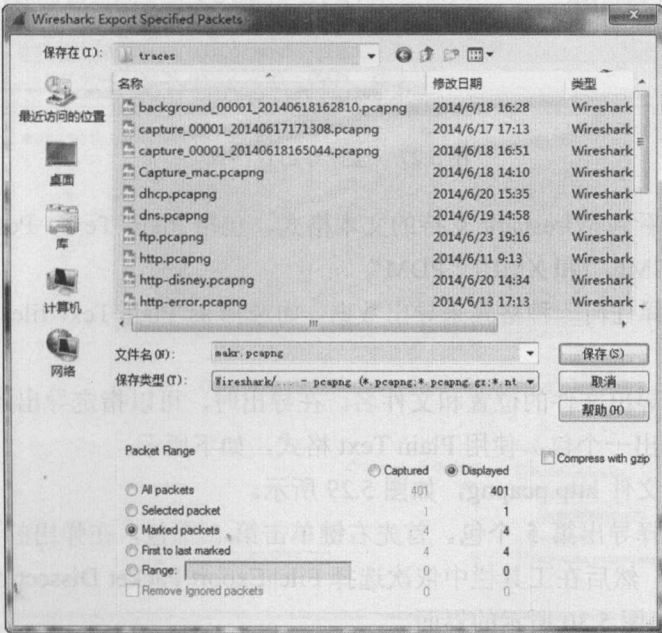 Wireshark: Export Specified Packets
保存在(I):
traces
名称
修改日期
类型
最近访问的位置
桌面
库
计算机
网络
background_00001_20140618162810.pcapng 2014/6/18 16:28 Wireshark
capture_00001_20140617171308.pcapng 2014/6/17 17:13 Wireshark
capture_00001_20140618165044.pcapng 2014/6/18 16:51 Wireshark
Capture_mac.pcapng 2014/6/18 14:10 Wireshark
dhcp.pcapng 2014/6/20 15:35 Wireshark
dns.pcapng 2014/6/19 14:58 Wireshark
ftp.pcapng 2014/6/23 19:16 Wireshark
http.pcapng 2014/6/11 9:13 Wireshark
http-disney.pcapng 2014/6/20 14:34 Wireshark
http-error.pcapng 2014/6/13 17:13 Wireshark
文件名(N): makr.pcapng 保存(S)
保存类型(T): Wireshark/... - pcapng (*.pcapng;*.pcapng.gz;*.nt 取消
帮助(H)
Packet Range
Compress with gzip
Captured Displayed
All packets 401 401
Selected packet 1 1
Marked packets 4 4
First to last marked 4 4
Range: 0 0
Remove Ignored packets 0 0